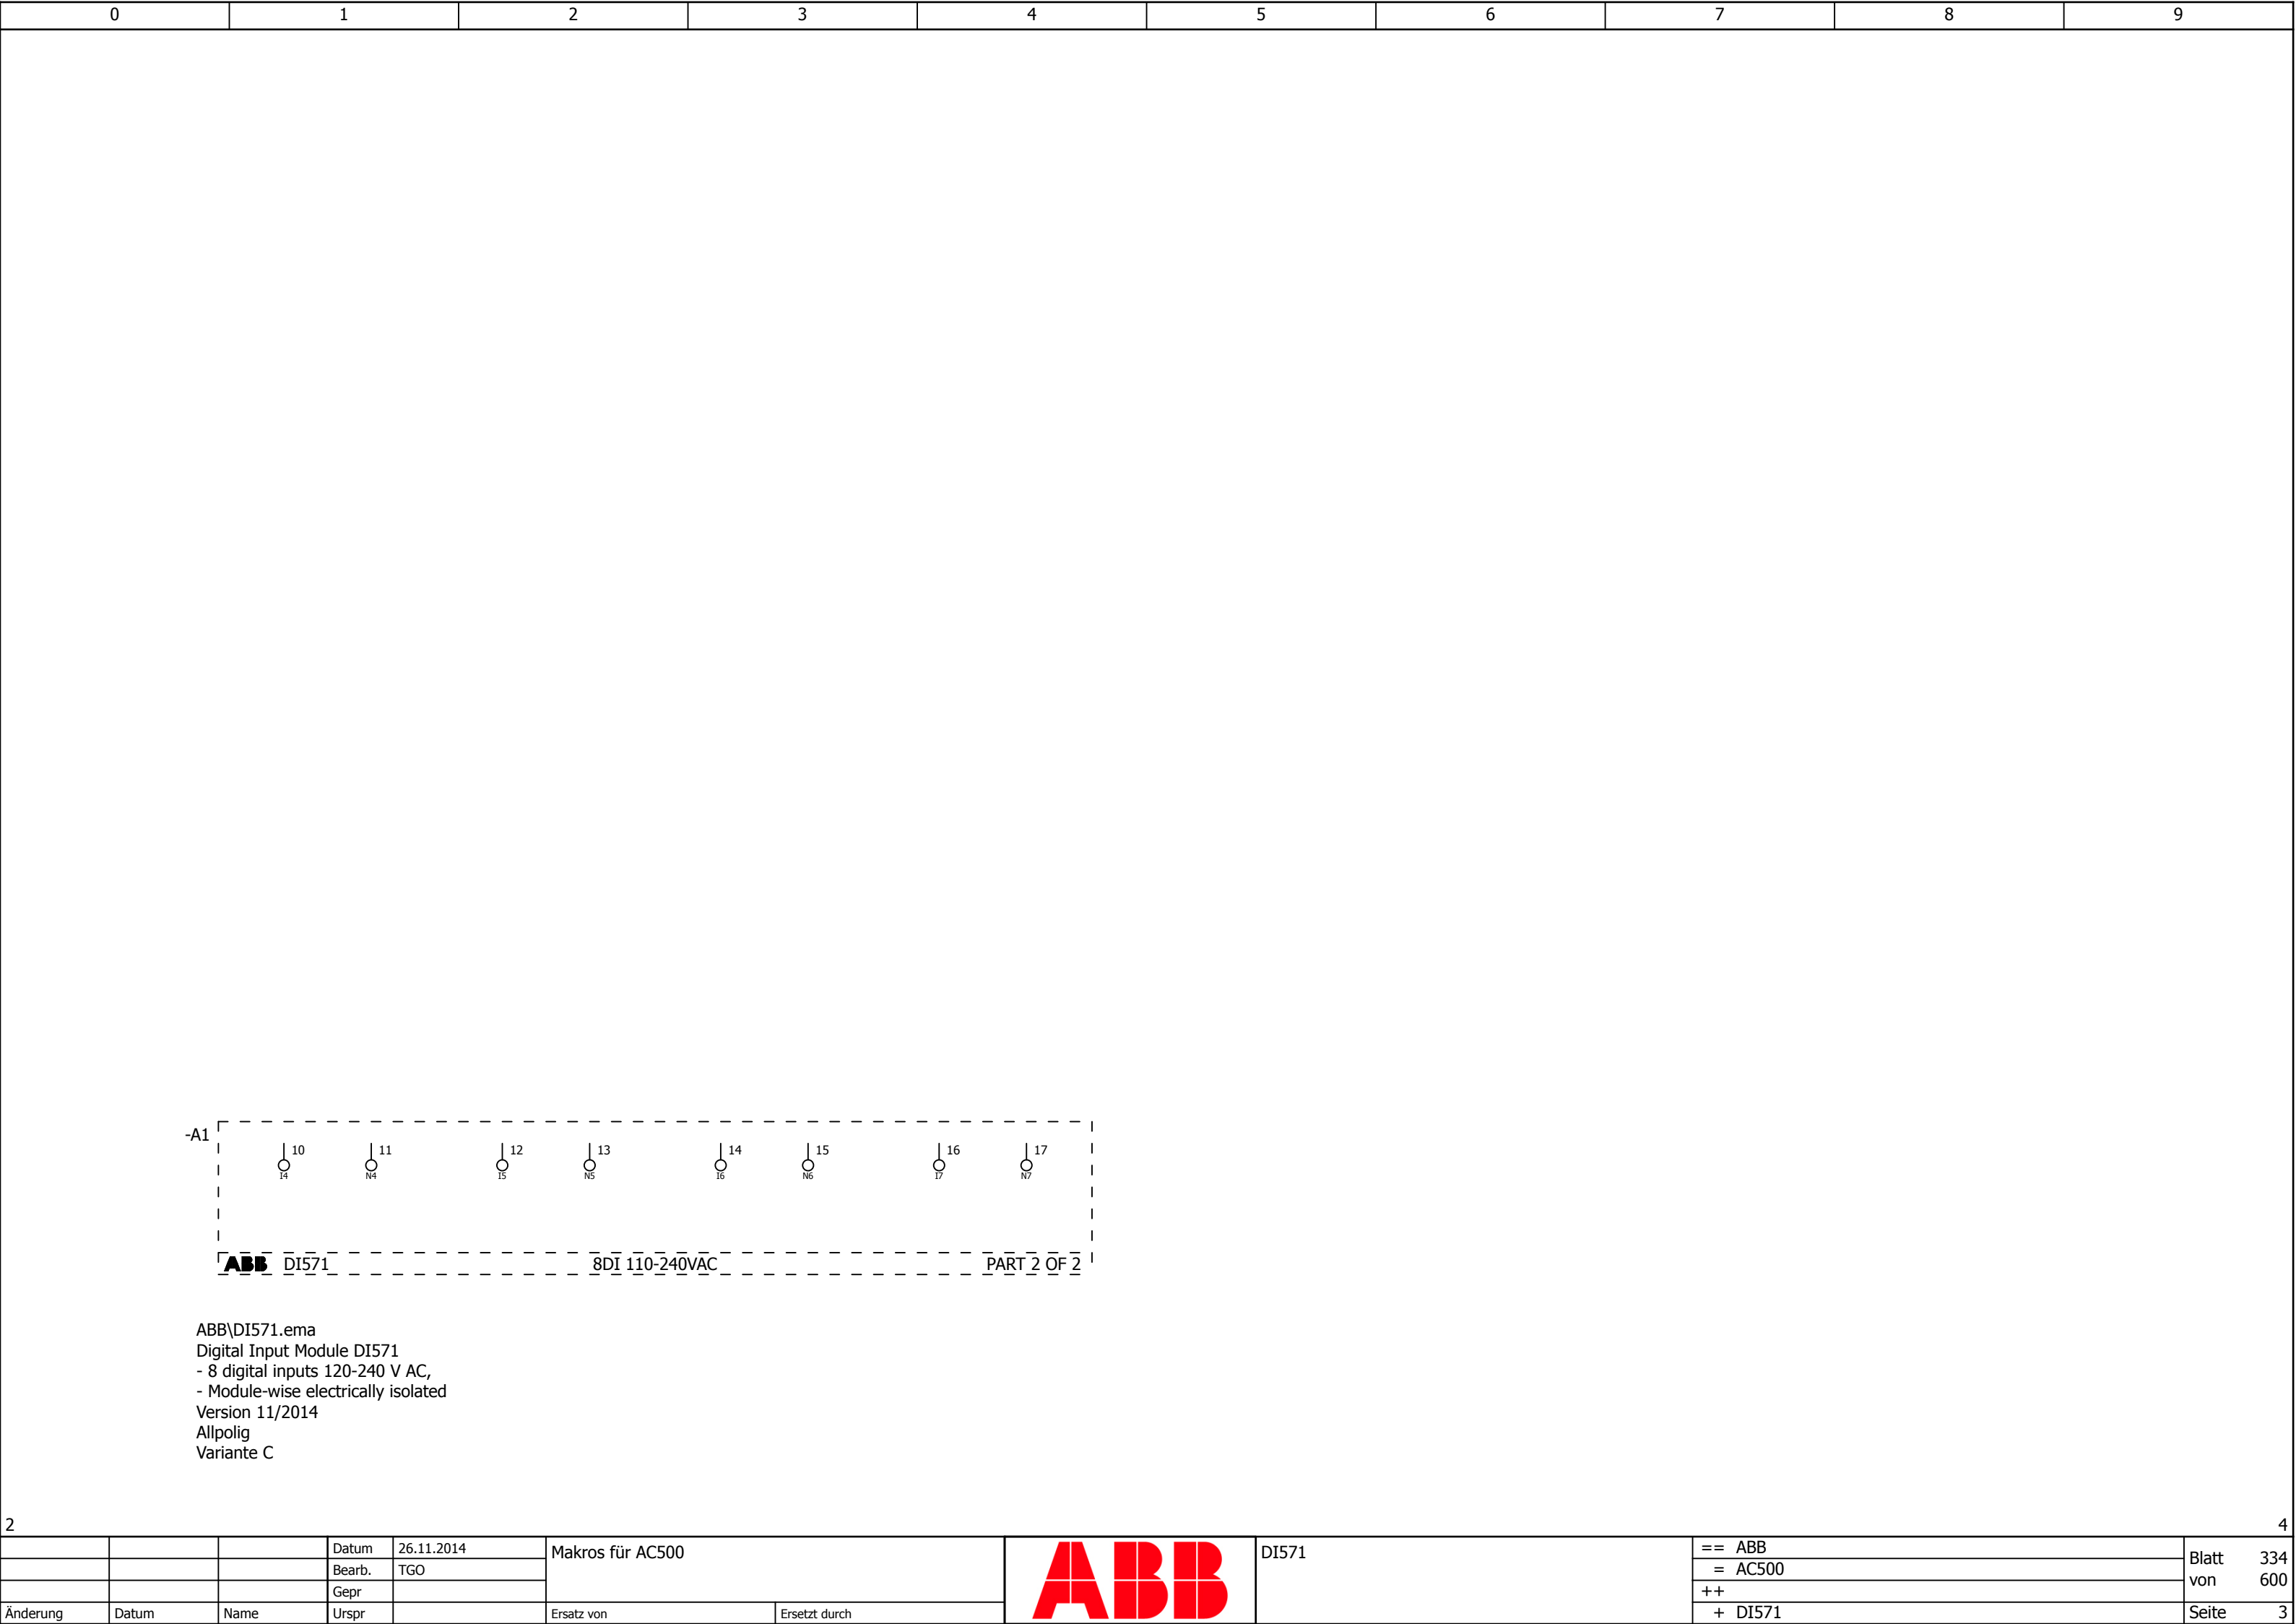 0 1 2 3 4 5 6 7 8 9
-A1
10 11 12 13 14 15 16 17
I4 N4 I5 N5 I6 N6 I7 N7
ABB DI571 8DI 110-240VAC PART 2 OF 2
ABB\DI571.ema
Digital Input Module DI571
- 8 digital inputs 120-240 V AC,
- Module-wise electrically isolated
Version 11/2014
Allpolig
Variante C
2 4
Datum 26.11.2014
Bearb. TGO
Gepr
Änderung Datum Name Urspr
Makros für AC500
Ersatz von Ersetzt durch
ABB
DI571
== ABB
= AC500
++
+ DI571
Blatt 334
von 600
Seite 3